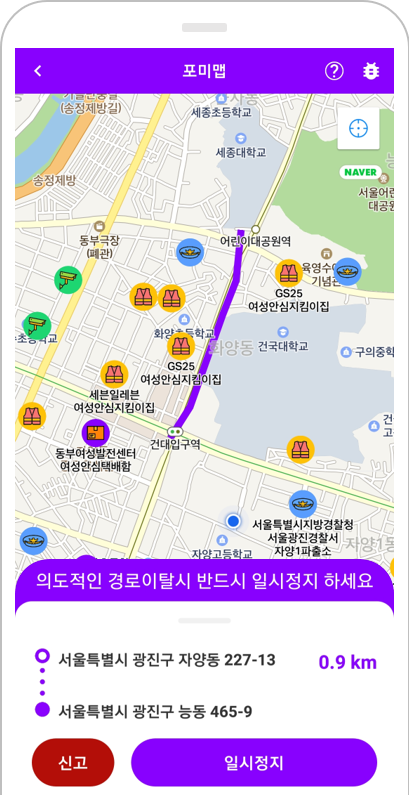 포미맵
(송정제방길)
자동
세종초등학교
세종대학교
송정제방
NAVER
서울어린
대공원
동부극장
(폐관)
어린이대공원역
육영수여
기념관
GS25
여성안심지킴이집
화양초등학교
화양동
건국대학교
구의중학
수초등학교
GS25
여성안심지킴이집
세븐일레븐
여성안심지킴이집
건대입구역
동부여성발전센터
여성안심택배함
건
고
서울특별시지방경찰청
서울광진경찰서
자양1파출소
자양고등학교
자양1동
의도적인 경로이탈시 반드시 일시정지 하세요
서울특별시 광진구 자양동 227-13
0.9 km
서울특별시 광진구 능동 465-9
신고
일시정지